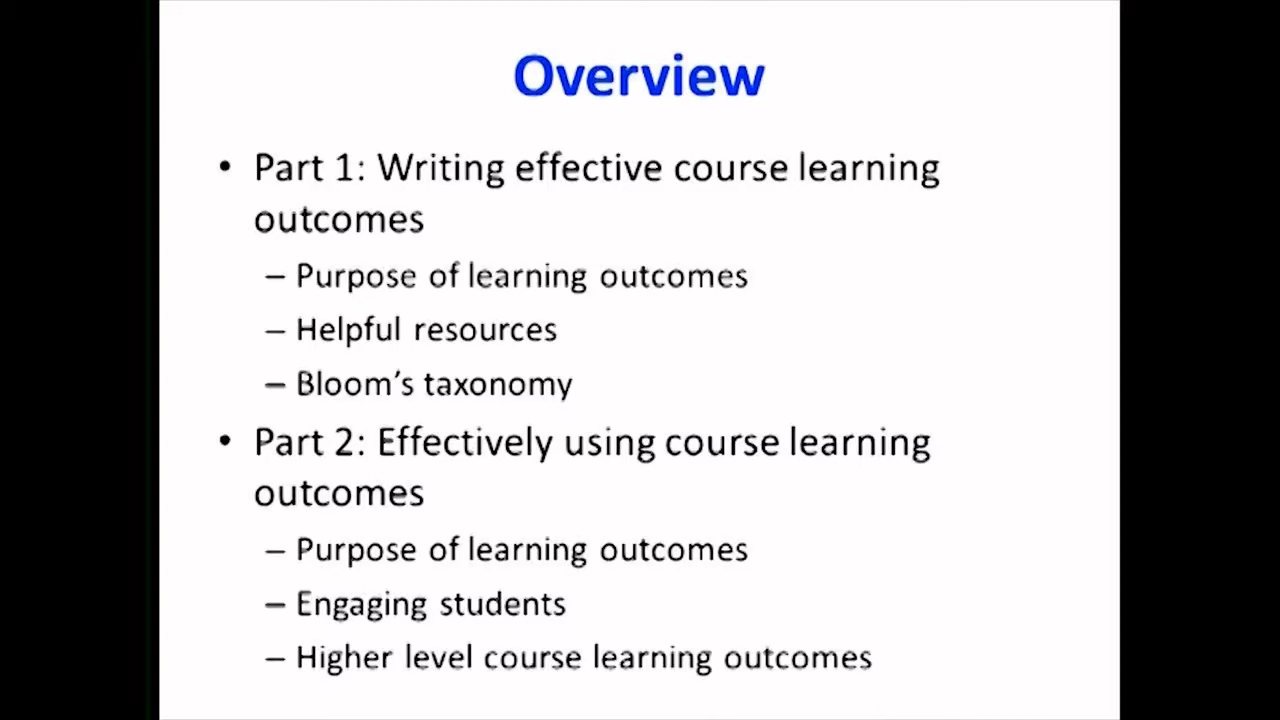 Overview
• Part 1: Writing effective course learning
outcomes
– Purpose of learning outcomes
– Helpful resources
– Bloom’s taxonomy
• Part 2: Effectively using course learning
outcomes
– Purpose of learning outcomes
– Engaging students
– Higher level course learning outcomes